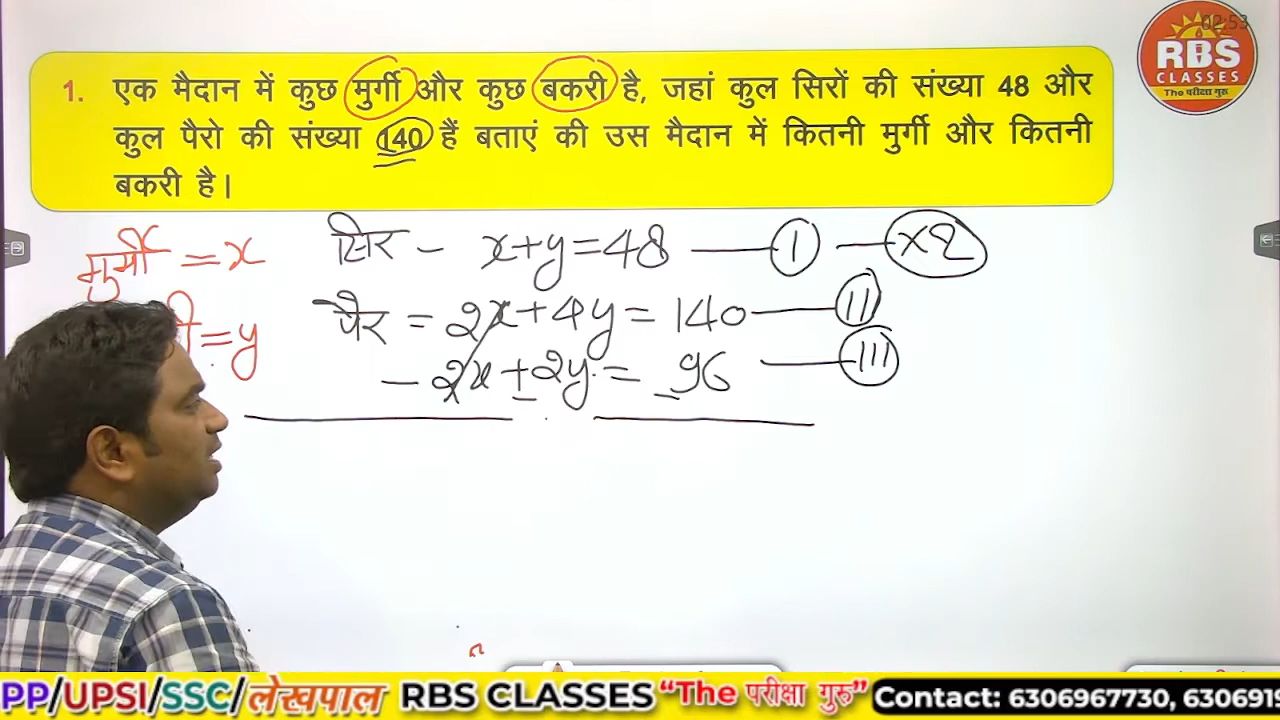 02:53
RBS
CLASSES
The परीक्षा गुरू
1. एक मैदान में कुछ मुर्गी और कुछ बकरी है, जहां कुल सिरों की संख्या 48 और
कुल पैरो की संख्या 140 हैं बताएं की उस मैदान में कितनी मुर्गी और कितनी
बकरी है।
मुर्गी = x
सिर - x+y=48 — I — ×2
पैर = 2x+4y = 140 — II
= y
- 2x + 2y = 96 — III
PP/UPSI/SSC/लेखपाल RBS CLASSES “The परीक्षा गुरू” Contact: 6306967730, 630691